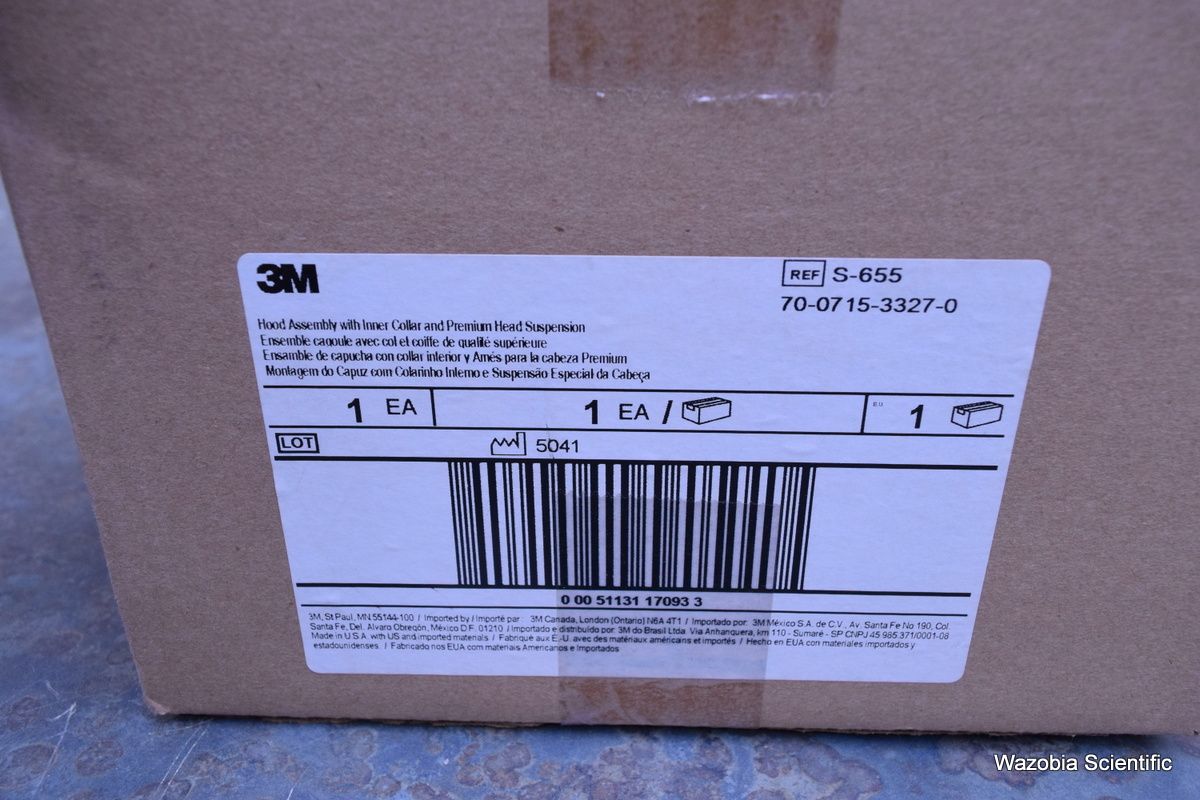 3M
REF S-655
70-0715-3327-0
Hood Assembly with Inner Collar and Premium Head Suspension
Ensemble cagoule avec col et coiffe de qualité supérieure
Ensamble de capucha con collar interior y Arnés para la cabeza Premium
Montagem do Capuz com Colarinho Interno e Suspensão Especial da Cabeça
1 EA
1 EA /
E.U. 1
LOT
5041
0 00 51131 17093 3
3M, St Paul, MN 55144-100 / Imported by / Importé par : 3M Canada, London (Ontario) N6A 4T1 / Importado por: 3M México S.A. de C.V., Av. Santa Fe No 190, Col.
Santa Fe, Del. Alvaro Obregón, México D.F. 01210 / Importado e distribuído por: 3M do Brasil Ltda. Via Anhanguera, km 110 - Sumaré - SP CNPJ 45.985.371/0001-08
Made in U.S.A. with US and imported materials / Fabriqué aux É.-U. avec des matériaux américains et importés / Hecho en EUA con materiales importados y
estadounidenses / Fabricado nos EUA com materiais Americanos e Importados
Wazobia Scientific